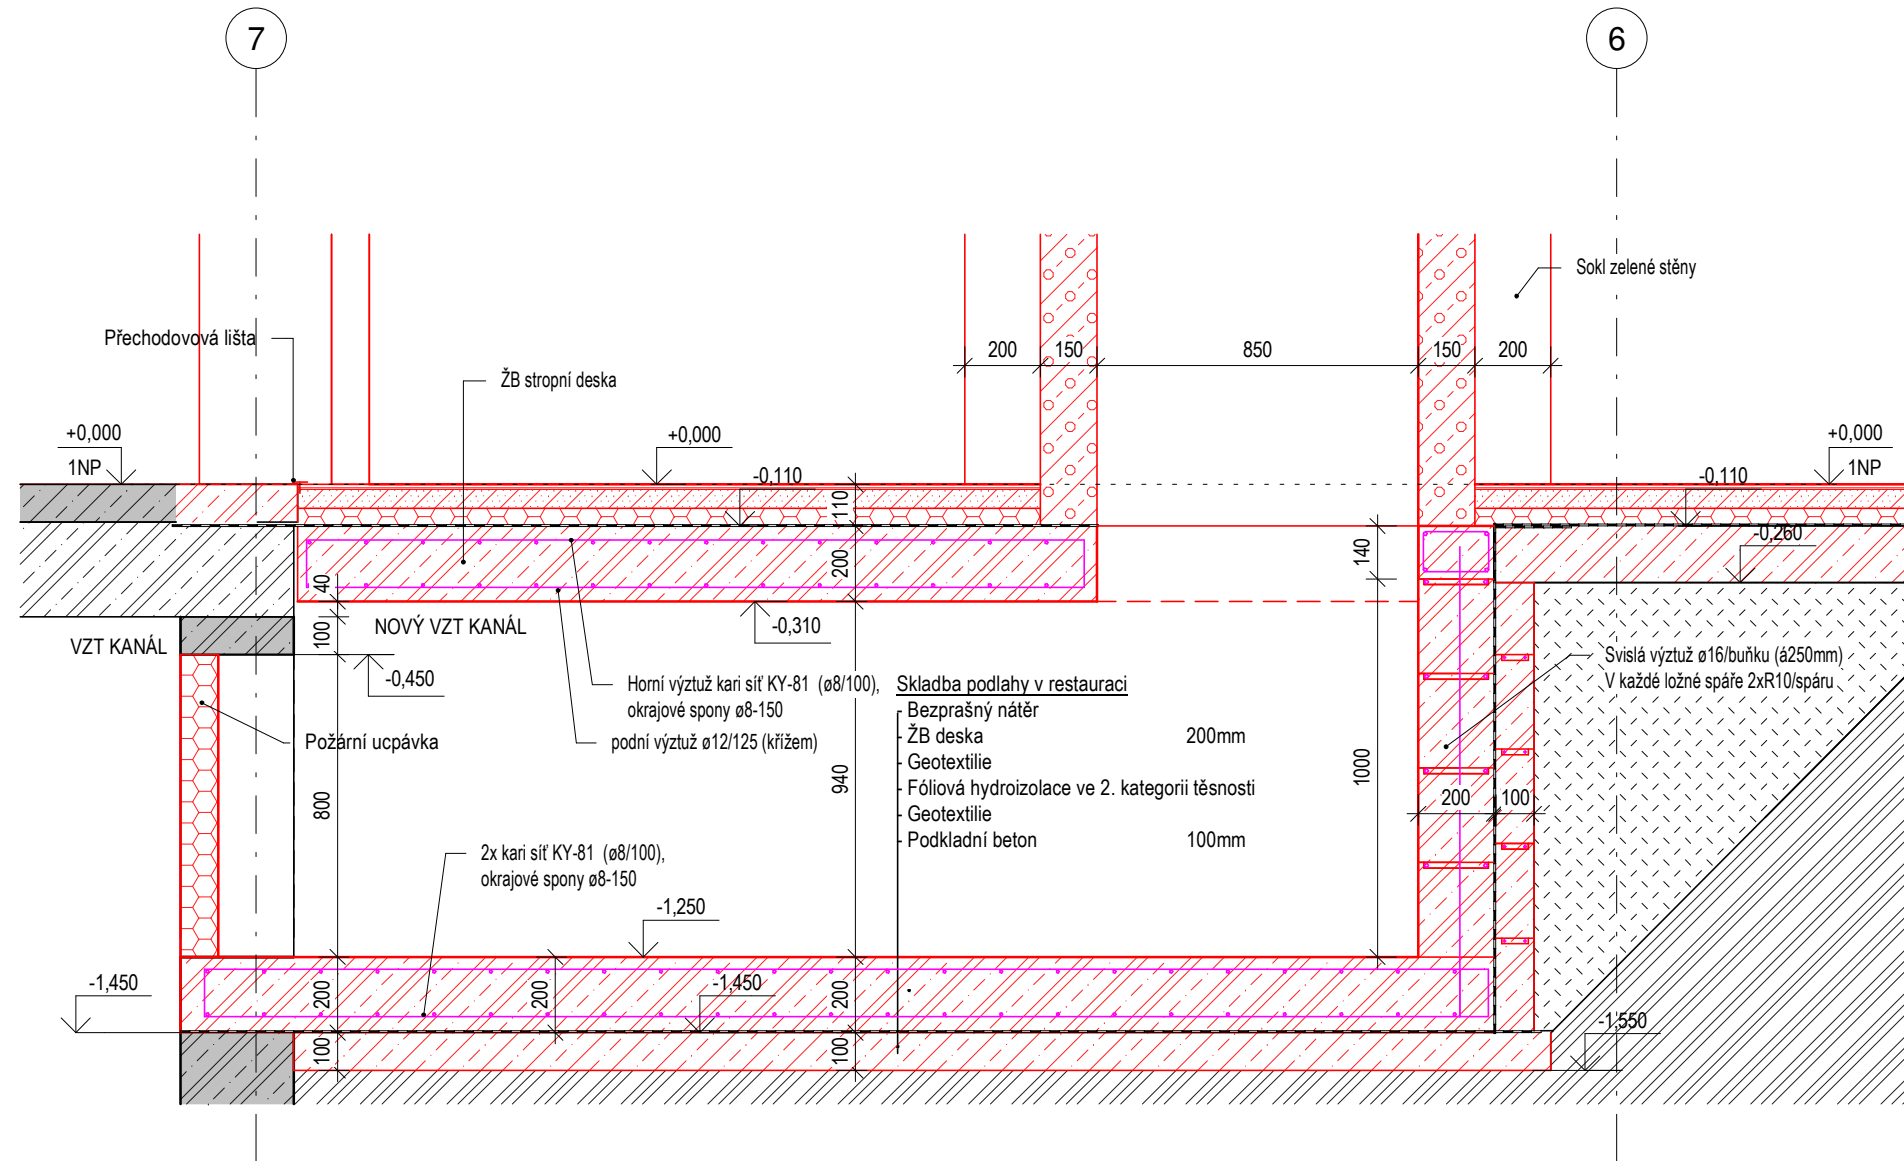 7
6
Sokl zelené stěny
Přechodovová lišta
200
150
850
150
200
ŽB stropní deska
+0,000
1NP
+0,000
-0,110
110
-0,110
+0,000
1NP
40
200
140
-0,260
VZT KANÁL
100
NOVÝ VZT KANÁL
-0,310
-0,450
Horní výztuž kari síť KY-81 (ø8/100),
okrajové spony ø8-150
podní výztuž ø12/125 (křížem)
Skladba podlahy v restauraci
Bezprašný nátěr
ŽB deska 200mm
Geotextilie
Fóliová hydroizolace ve 2. kategorii těsnosti
Geotextilie
Podkladní beton 100mm
Svislá výztuž ø16/buňku (á250mm)
V každé ložné spáře 2xR10/spáru
Požární ucpávka
800
940
1000
200
100
2x kari síť KY-81 (ø8/100),
okrajové spony ø8-150
-1,250
-1,450
200
200
-1,450
200
-1,550
100
100